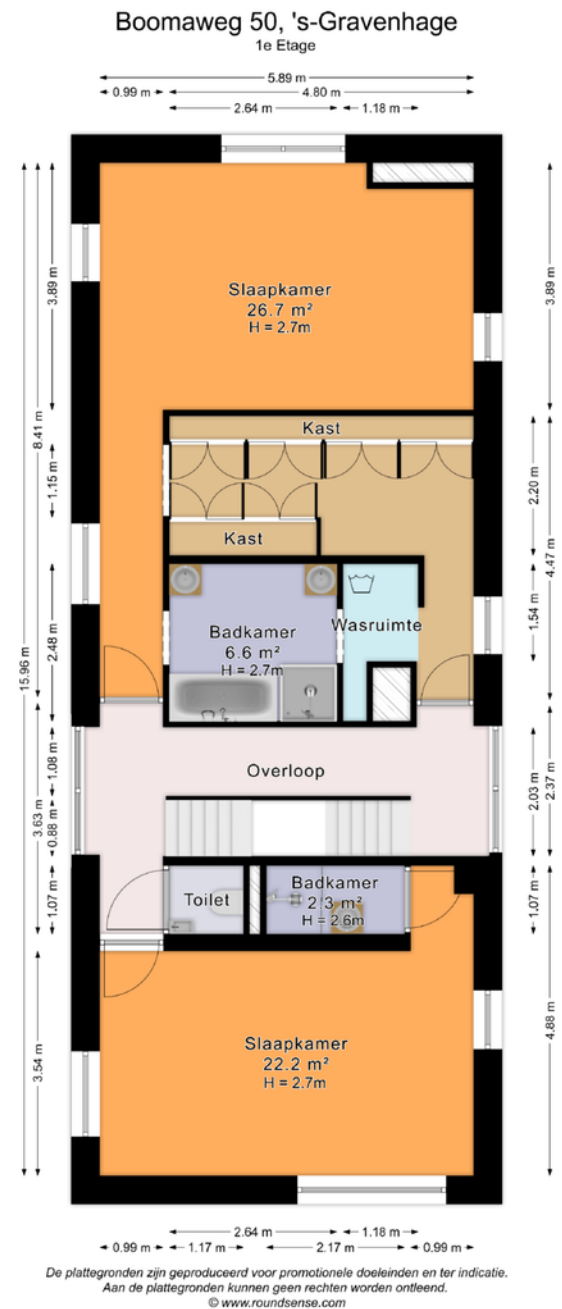 Boomaweg 50, 's-Gravenhage
1e Etage
5.89 m
0.99 m
4.80 m
2.64 m
1.18 m
15.96 m
8.41 m
3.89 m
1.15 m
2.48 m
3.63 m
1.08 m
0.88 m
1.07 m
3.54 m
Slaapkamer
26.7 m²
H = 2.7m
Kast
Kast
Badkamer
6.6 m²
H = 2.7m
Wasruimte
Overloop
Toilet
Badkamer
2.3 m²
H = 2.6m
Slaapkamer
22.2 m²
H = 2.7m
3.89 m
2.20 m
4.47 m
1.54 m
2.03 m
2.37 m
1.07 m
4.88 m
2.64 m
1.18 m
0.99 m
1.17 m
2.17 m
0.99 m
De plattegronden zijn geproduceerd voor promotionele doeleinden en ter indicatie.
Aan de plattegronden kunnen geen rechten worden ontleend.
© www.roundsense.com